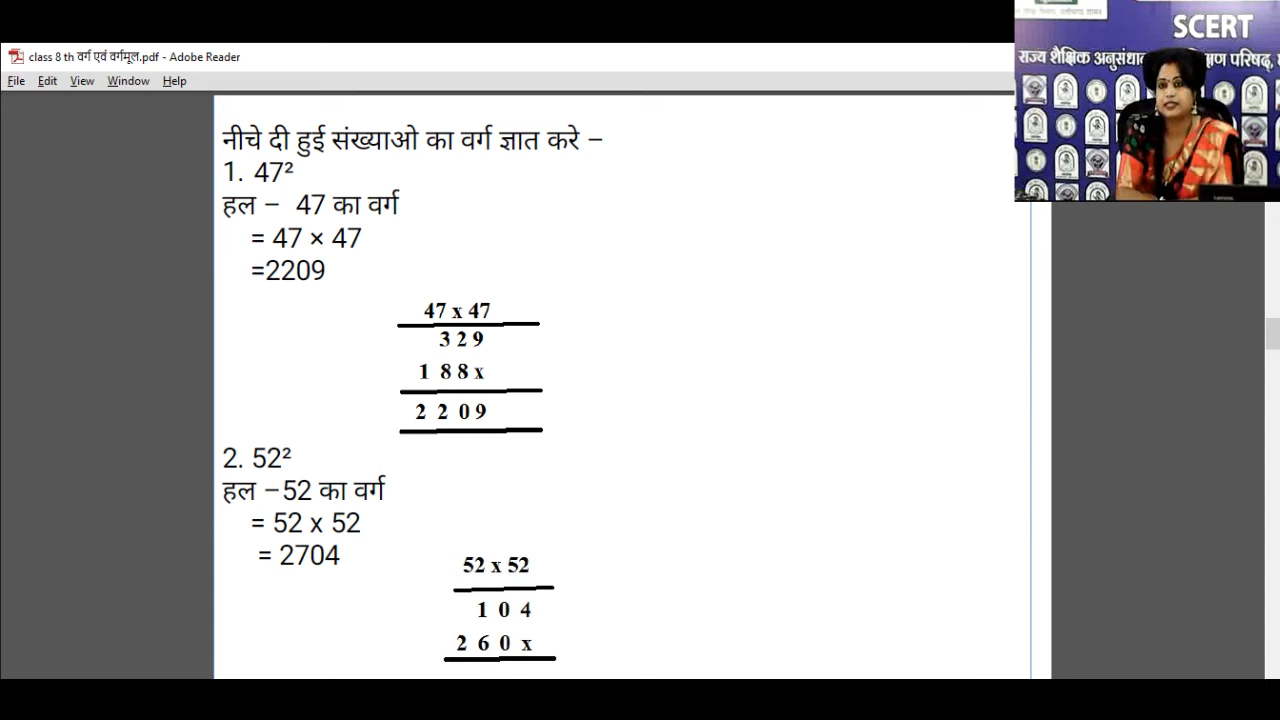 class 8 th वर्ग एवं वर्गमूल.pdf - Adobe Reader
File Edit View Window Help
SCERT
राज्य शैक्षिक परिषद,
नीचे दी हुई संख्याओ का वर्ग ज्ञात करे –
1. 47²
हल – 47 का वर्ग
= 47 × 47
=2209
47 x 47
3 2 9
1 8 8 x
2 2 0 9
2. 52²
हल –52 का वर्ग
= 52 x 52
= 2704
52 x 52
1 0 4
2 6 0 x